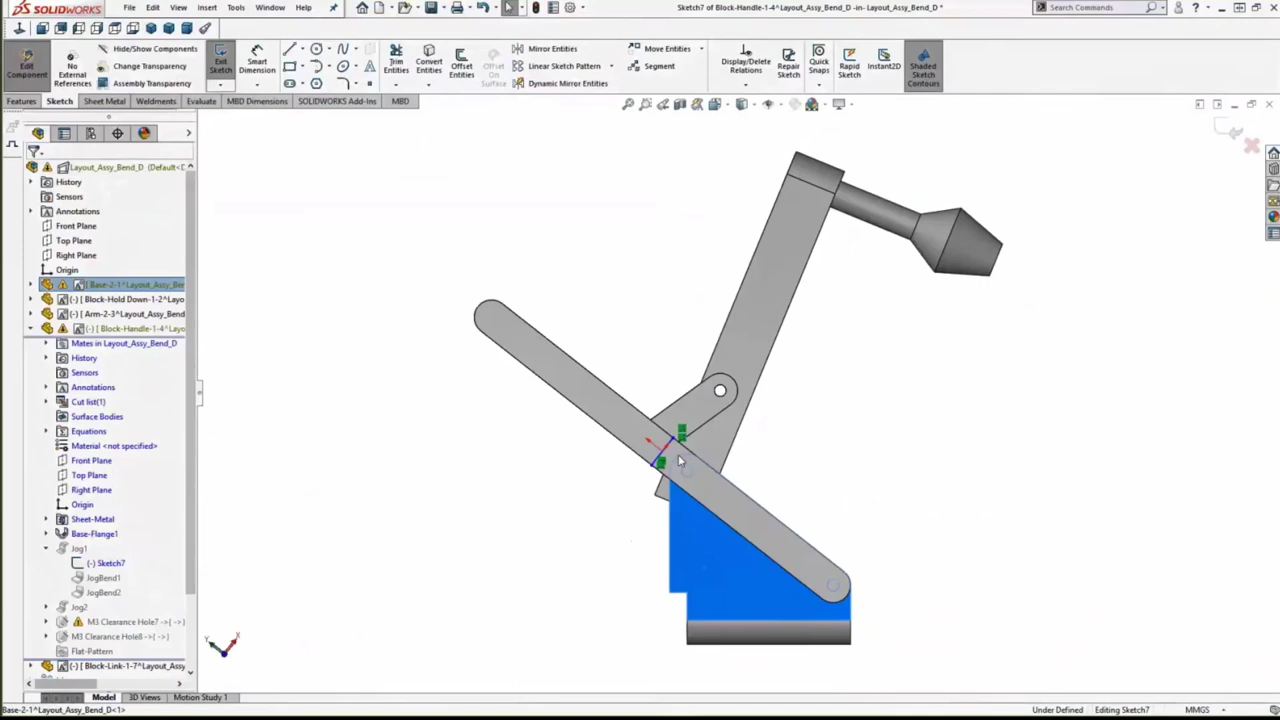 SOLIDWORKS File Edit View Insert Tools Window Help Sketch7 of Block-Handle-1-4^Layout_Assy_Bend_D -in- Layout_Assy_Bend_D * Search Commands
Edit Component
No External References
Hide/Show Components
Change Transparency
Assembly Transparency
Exit Sketch
Smart Dimension
Trim Entities
Convert Entities
Offset Entities
Offset On Surface
Mirror Entities
Linear Sketch Pattern
Dynamic Mirror Entities
Move Entities
Segment
Display/Delete Relations
Repair Sketch
Quick Snaps
Rapid Sketch
Instant2D
Shaded Sketch Contours
Features Sketch Sheet Metal Weldments Evaluate MBD Dimensions SOLIDWORKS Add-Ins MBD
Layout_Assy_Bend_D (Default<D
History
Sensors
Annotations
Front Plane
Top Plane
Right Plane
Origin
[ Base-2-1^Layout_Assy_Ben
(-) [ Block-Hold Down-1-2^Layo
(-) [ Arm-2-3^Layout_Assy_Bend
(-) [ Block-Handle-1-4^Layo
Mates in Layout_Assy_Bend_D
History
Sensors
Annotations
Cut list(1)
Surface Bodies
Equations
Material <not specified>
Front Plane
Top Plane
Right Plane
Origin
Sheet-Metal
Base-Flange1
Jog1
(-) Sketch7
JogBend1
JogBend2
Jog2
M3 Clearance Hole7 ->{ }
M3 Clearance Hole8 ->{ }
Flat-Pattern
(-) [ Block-Link-1-7^Layout_Assy
Y X
Model 3D Views Motion Study 1
Base-2-1^Layout_Assy_Bend_D<1> Under Defined Editing Sketch7 MMGS